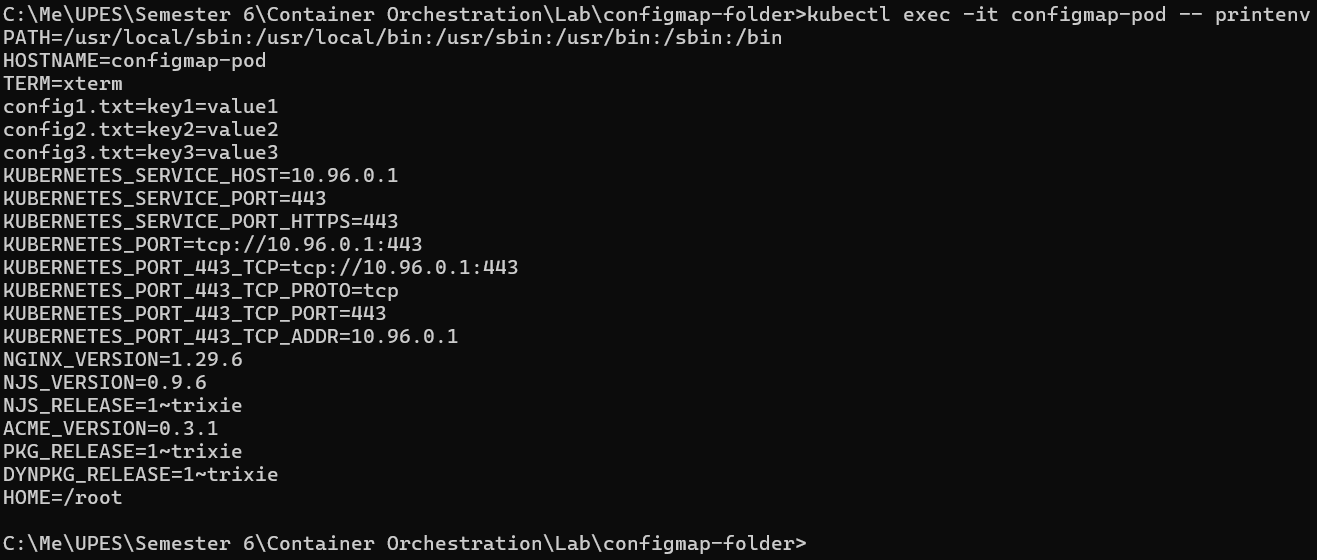 C:\Me\UPES\Semester 6\Container Orchestration\Lab\configmap-folder>kubectl exec -it configmap-pod -- printenv
PATH=/usr/local/sbin:/usr/local/bin:/usr/sbin:/usr/bin:/sbin:/bin
HOSTNAME=configmap-pod
TERM=xterm
config1.txt=key1=value1
config2.txt=key2=value2
config3.txt=key3=value3
KUBERNETES_SERVICE_HOST=10.96.0.1
KUBERNETES_SERVICE_PORT=443
KUBERNETES_SERVICE_PORT_HTTPS=443
KUBERNETES_PORT=tcp://10.96.0.1:443
KUBERNETES_PORT_443_TCP=tcp://10.96.0.1:443
KUBERNETES_PORT_443_TCP_PROTO=tcp
KUBERNETES_PORT_443_TCP_PORT=443
KUBERNETES_PORT_443_TCP_ADDR=10.96.0.1
NGINX_VERSION=1.29.6
NJS_VERSION=0.9.6
NJS_RELEASE=1~trixie
ACME_VERSION=0.3.1
PKG_RELEASE=1~trixie
DYNPKG_RELEASE=1~trixie
HOME=/root
C:\Me\UPES\Semester 6\Container Orchestration\Lab\configmap-folder>